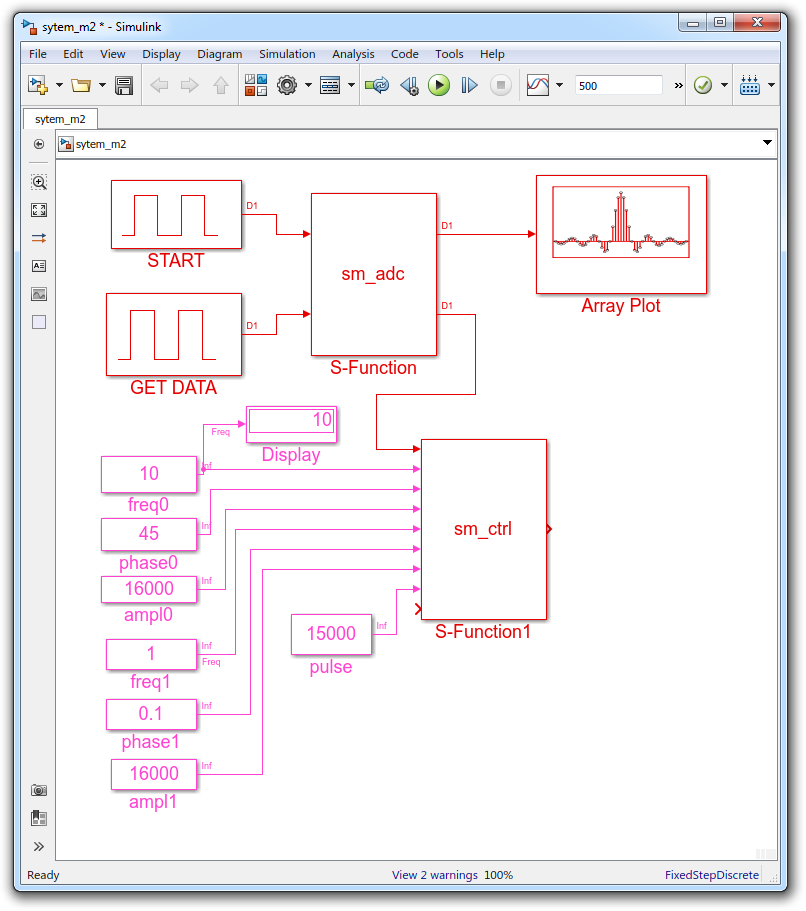 sytem_m2 * - Simulink
File Edit View Display Diagram Simulation Analysis Code Tools Help
500 »
sytem_m2
sytem_m2
START
D1
GET DATA
D1
sm_adc
S-Function
D1
D1
Array Plot
10
Display
Freq
10
Inf
freq0
45
Inf
phase0
16000
Inf
ampl0
1
Inf
Freq
freq1
0.1
Inf
phase1
16000
Inf
ampl1
15000
Inf
pulse
sm_ctrl
S-Function1
Ready View 2 warnings 100% FixedStepDiscrete